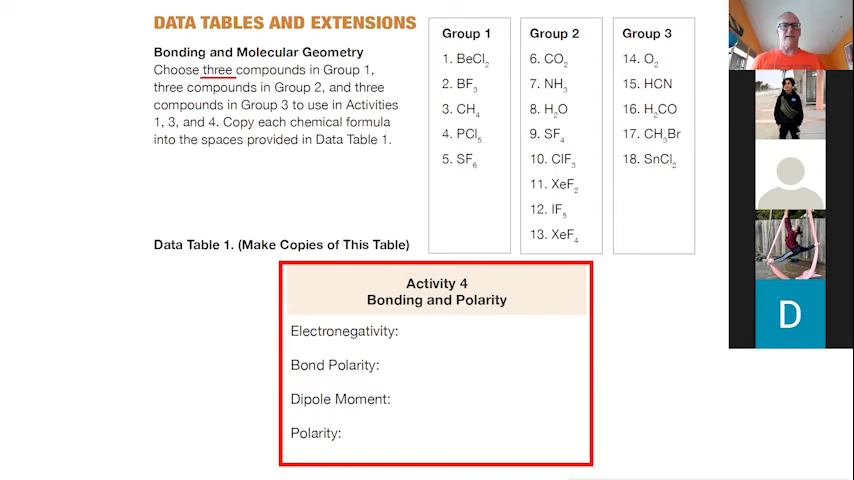 DATA TABLES AND EXTENSIONS
Bonding and Molecular Geometry
Choose three compounds in Group 1,
three compounds in Group 2, and three
compounds in Group 3 to use in Activities
1, 3, and 4. Copy each chemical formula
into the spaces provided in Data Table 1.
Data Table 1. (Make Copies of This Table)
Group 1
1. BeCl₂
2. BF₃
3. CH₄
4. PCl₅
5. SF₆
Group 2
6. CO₂
7. NH₃
8. H₂O
9. SF₄
10. ClF₃
11. XeF₂
12. IF₅
13. XeF₄
Group 3
14. O₂
15. HCN
16. H₂CO
17. CH₃Br
18. SnCl₂
Activity 4
Bonding and Polarity
Electronegativity:
Bond Polarity:
Dipole Moment:
Polarity:
D